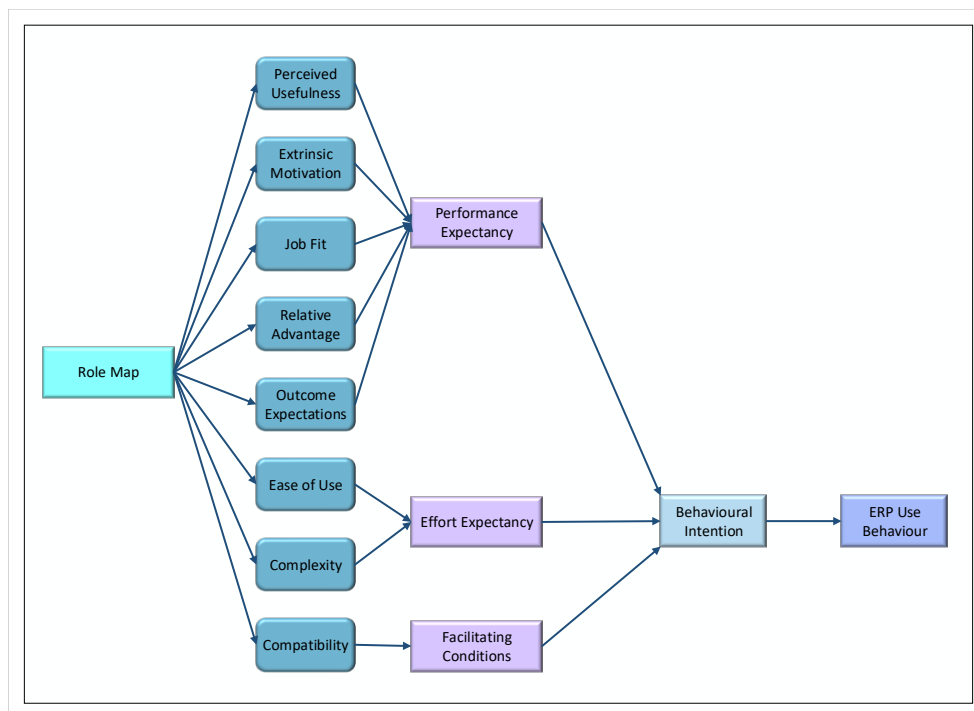 Perceived
Usefulness
Extrinsic
Motivation
Performance
Expectancy
Job Fit
Relative
Advantage
Role Map
Outcome
Expectations
Ease of Use
Effort Expectancy
Behavioural
Intention
ERP Use
Behaviour
Complexity
Compatibility
Facilitating
Conditions